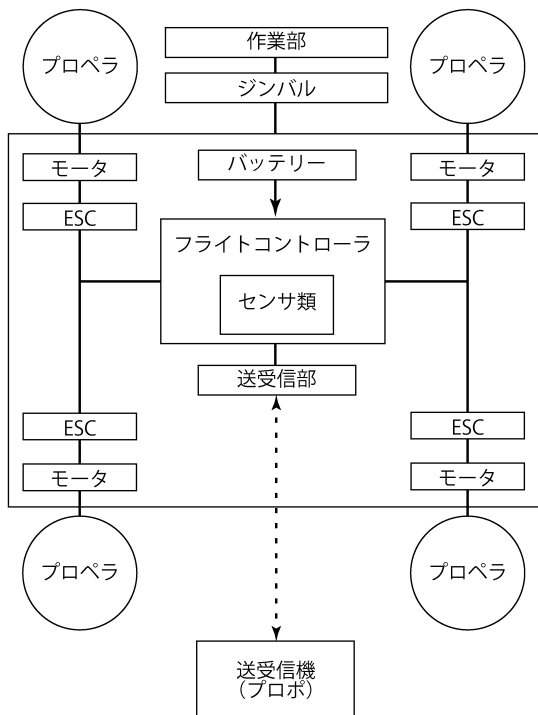 プロペラ
作業部
プロペラ
ジンバル
モータ
バッテリー
モータ
ESC
ESC
フライトコントローラ
センサ類
送受信部
ESC
ESC
モータ
モータ
プロペラ
プロペラ
送受信機
（プロポ）